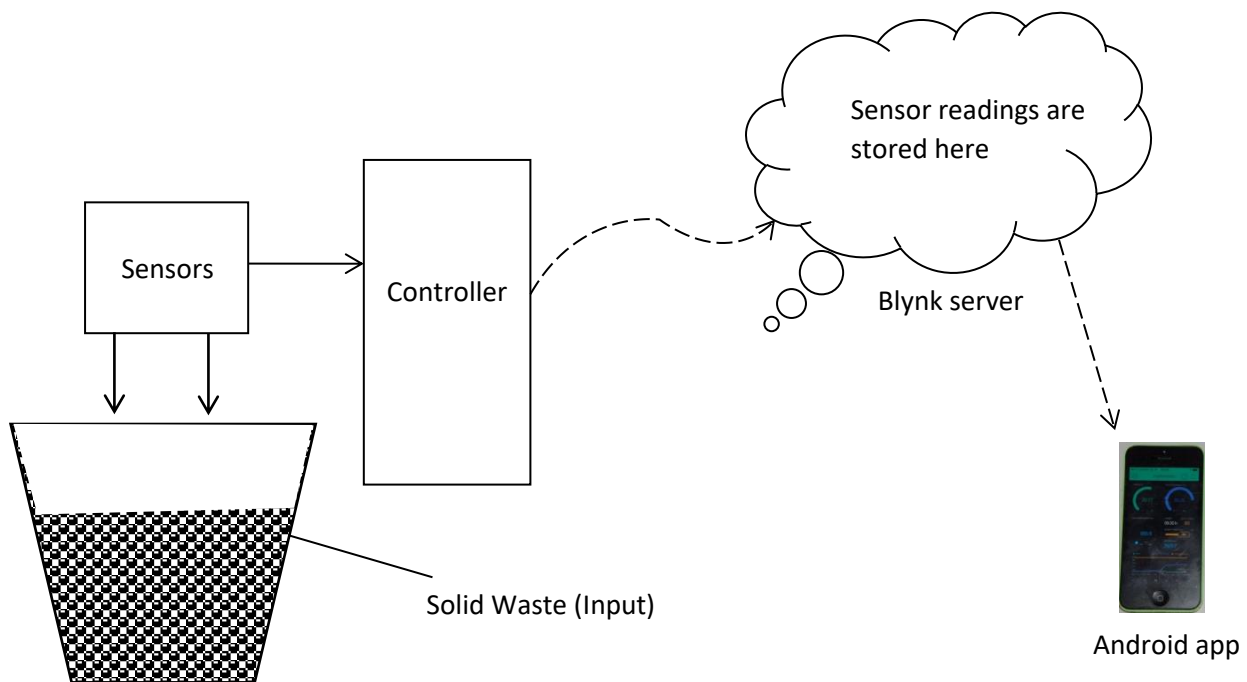 Sensor readings are
stored here
Sensors
Controller
Blynk server
Solid Waste (Input)
Android app